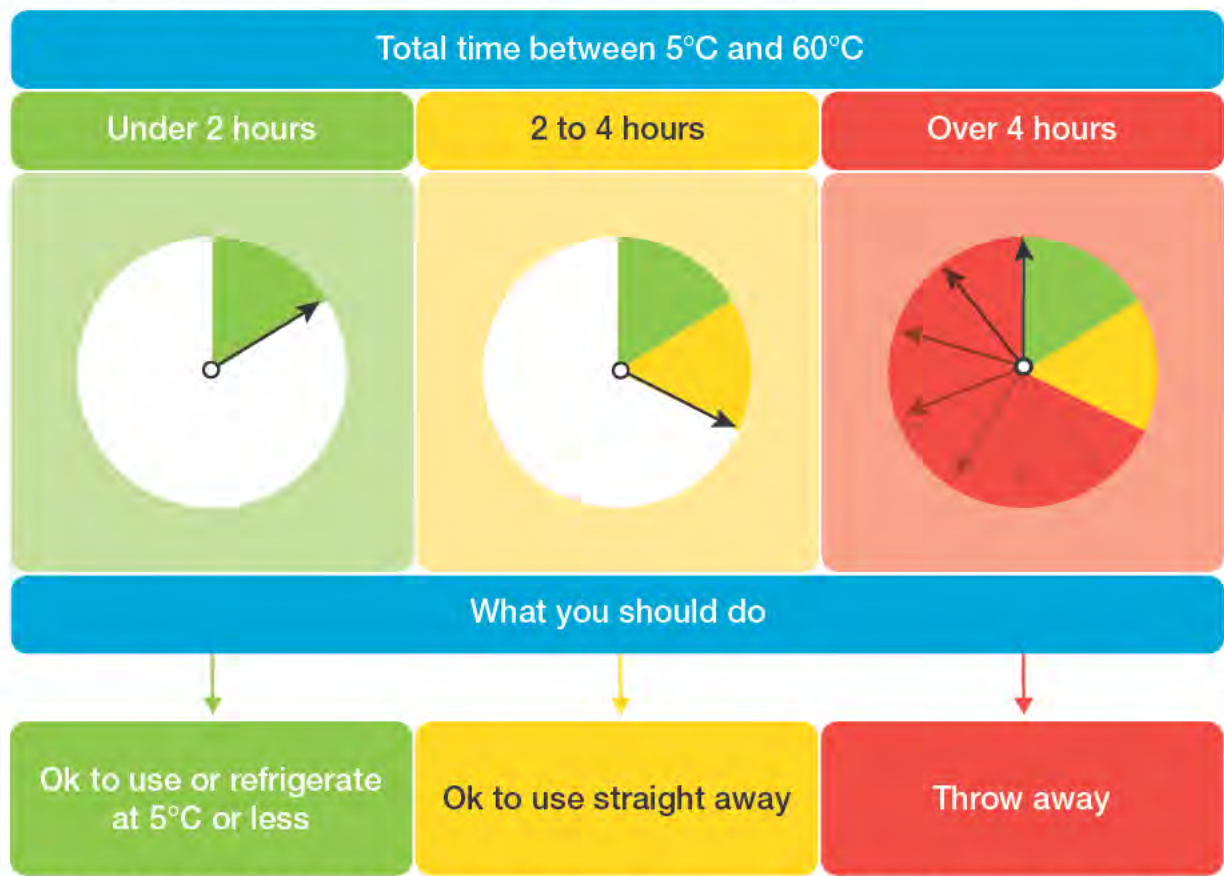 Total time between 5°C and 60°C
Under 2 hours
2 to 4 hours
Over 4 hours
What you should do
Ok to use or refrigerate
at 5°C or less
Ok to use straight away
Throw away